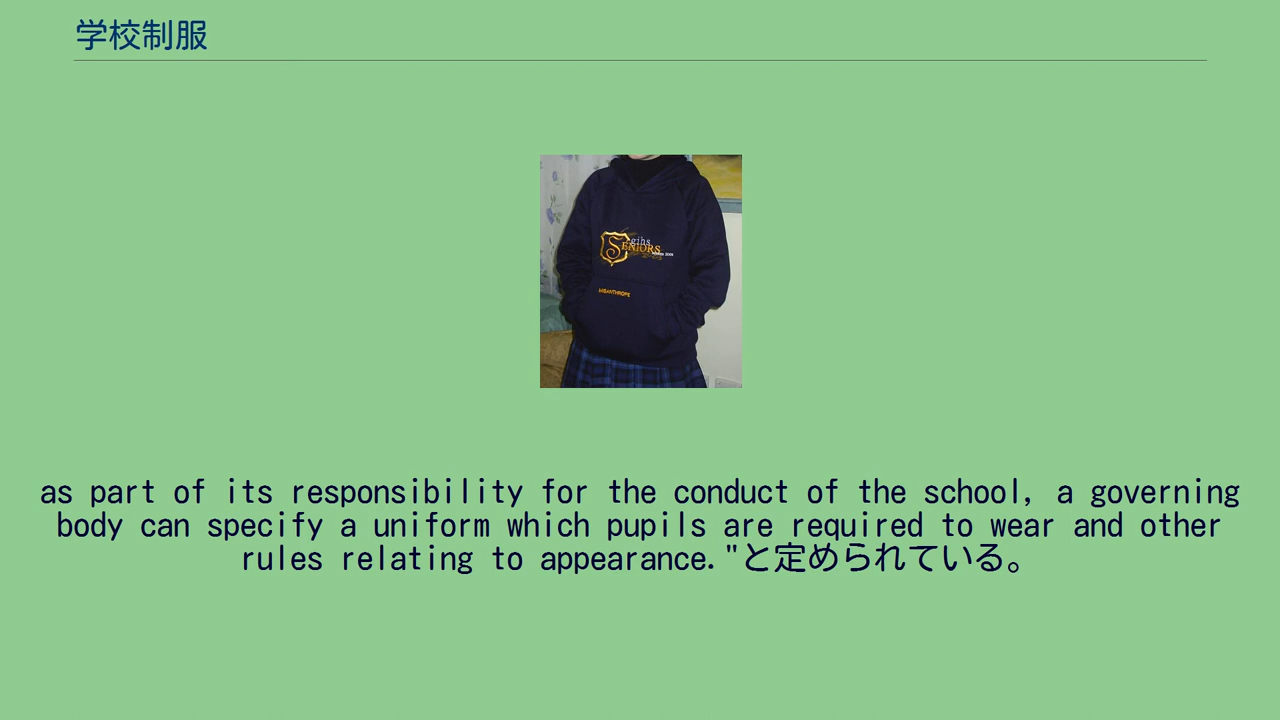 学校制服
gihs
SENIORS
MISANTHROPE
as part of its responsibility for the conduct of the school, a governing
body can specify a uniform which pupils are required to wear and other
rules relating to appearance."と定められている。